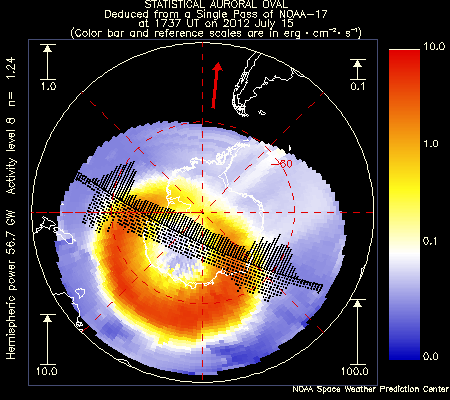 STATISTICAL AURORAL OVAL
Deduced from a Single Pass of NOAA-17
at 1737 UT on 2012 July 15
(Color bar and reference scales are in erg·cm⁻²·s⁻¹)
Hemispheric power 56.7 GW Activity level 8 n= 1.24
1.0
0.1
10.0
100.0
-60
10.0
1.0
0.1
0.0
NOAA Space Weather Prediction Center